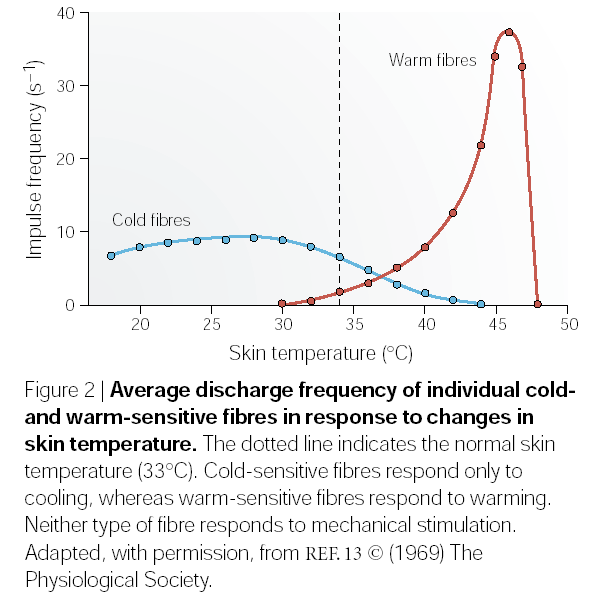 40
30
20
10
0
Impulse frequency (s⁻¹)
Warm fibres
Cold fibres
20 25 30 35 40 45 50
Skin temperature (°C)
Figure 2 | Average discharge frequency of individual cold-
and warm-sensitive fibres in response to changes in
skin temperature. The dotted line indicates the normal skin
temperature (33°C). Cold-sensitive fibres respond only to
cooling, whereas warm-sensitive fibres respond to warming.
Neither type of fibre responds to mechanical stimulation.
Adapted, with permission, from REF. 13 © (1969) The
Physiological Society.